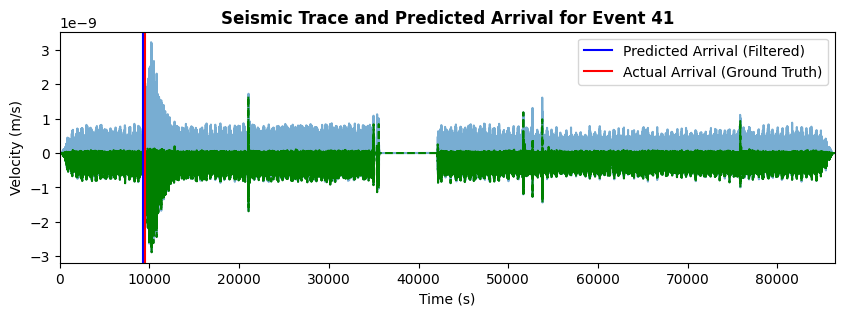 Seismic Trace and Predicted Arrival for Event 41
1e−9
Predicted Arrival (Filtered)
Actual Arrival (Ground Truth)
3
2
1
0
−1
−2
−3
Velocity (m/s)
0 10000 20000 30000 40000 50000 60000 70000 80000
Time (s)